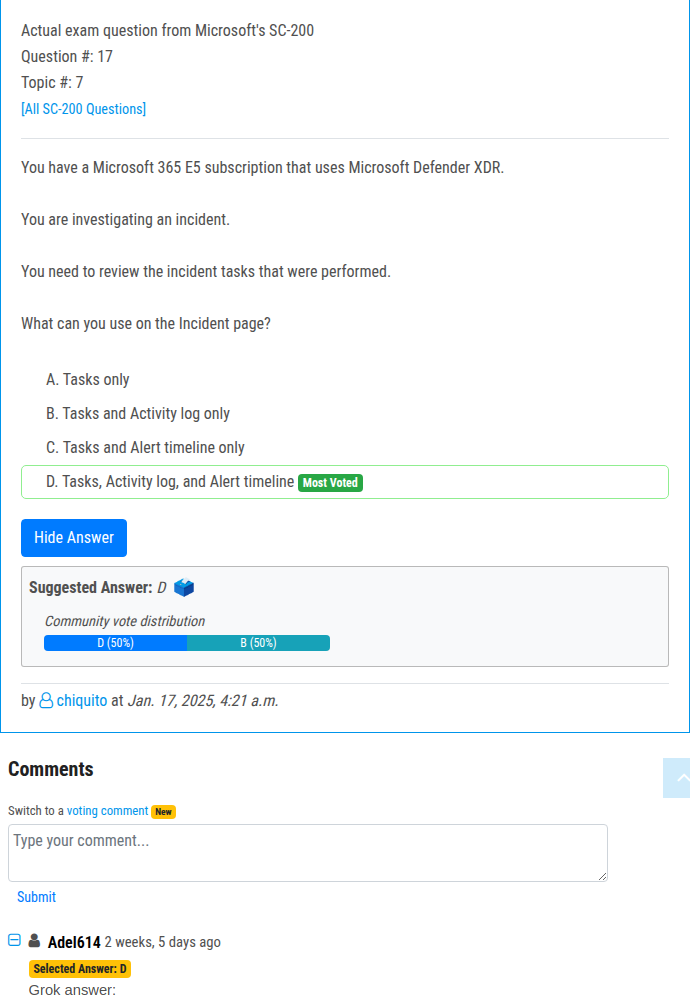 Actual exam question from Microsoft's SC-200
Question #: 17
Topic #: 7
[All SC-200 Questions]
You have a Microsoft 365 E5 subscription that uses Microsoft Defender XDR.
You are investigating an incident.
You need to review the incident tasks that were performed.
What can you use on the Incident page?
A. Tasks only
B. Tasks and Activity log only
C. Tasks and Alert timeline only
D. Tasks, Activity log, and Alert timeline Most Voted
Hide Answer
Suggested Answer: D
Community vote distribution
D (50%) B (50%)
by chiquito at Jan. 17, 2025, 4:21 a.m.
Comments
Switch to a voting comment New
Type your comment...
Submit
Adel614 2 weeks, 5 days ago
Selected Answer: D
Grok answer: